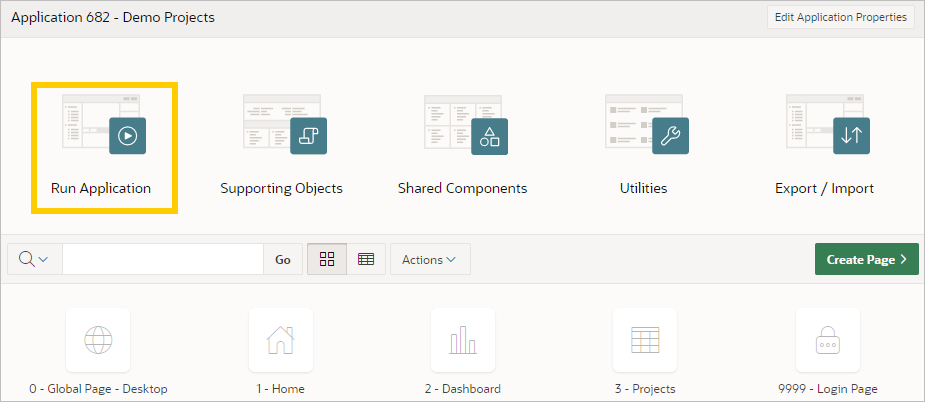 Application 682 - Demo Projects
Edit Application Properties
Run Application
Supporting Objects
Shared Components
Utilities
Export / Import
Go
Actions
Create Page
0 - Global Page - Desktop
1 - Home
2 - Dashboard
3 - Projects
9999 - Login Page